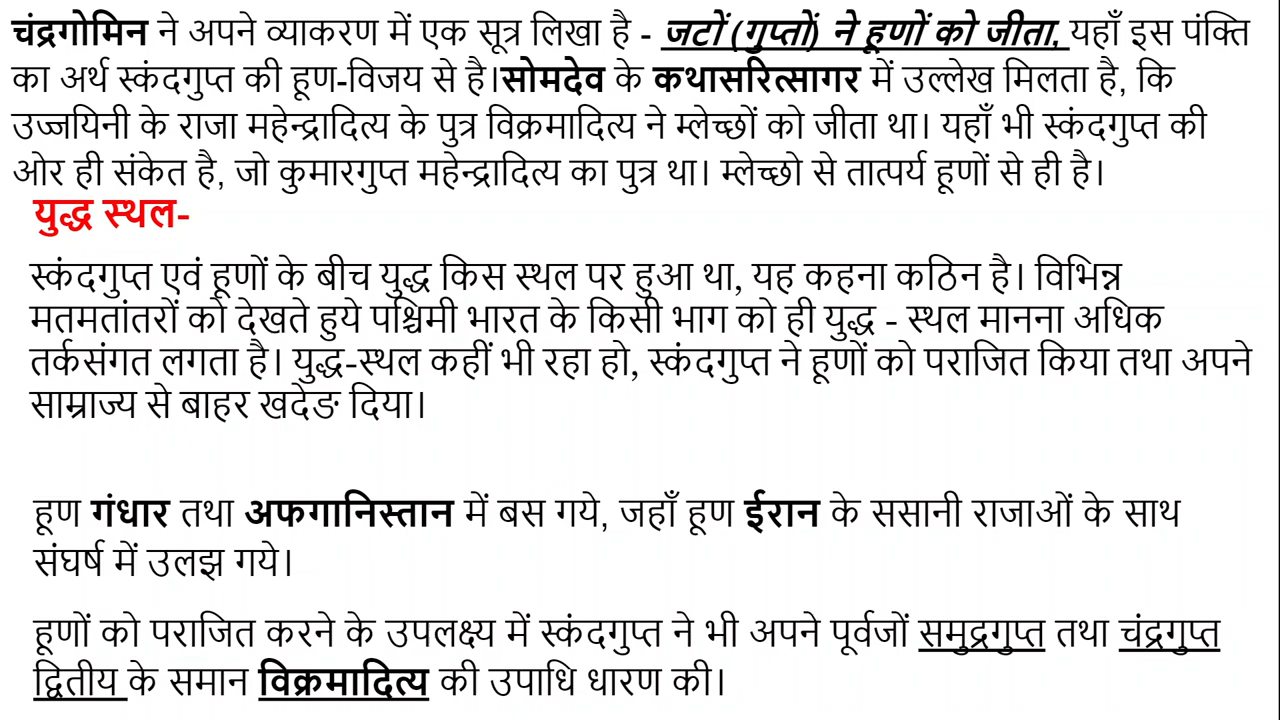 चंद्रगोमिन ने अपने व्याकरण में एक सूत्र लिखा है - जटों (गुप्तों) ने हूणों को जीता, यहाँ इस पंक्ति
का अर्थ स्कंदगुप्त की हूण-विजय से है।सोमदेव के कथासरित्सागर में उल्लेख मिलता है, कि
उज्जयिनी के राजा महेन्द्रादित्य के पुत्र विक्रमादित्य ने म्लेच्छों को जीता था। यहाँ भी स्कंदगुप्त की
ओर ही संकेत है, जो कुमारगुप्त महेन्द्रादित्य का पुत्र था। म्लेच्छो से तात्पर्य हूणों से ही है।
युद्ध स्थल-
स्कंदगुप्त एवं हूणों के बीच युद्ध किस स्थल पर हुआ था, यह कहना कठिन है। विभिन्न
मतमतांतरों को देखते हुये पश्चिमी भारत के किसी भाग को ही युद्ध - स्थल मानना अधिक
तर्कसंगत लगता है। युद्ध-स्थल कहीं भी रहा हो, स्कंदगुप्त ने हूणों को पराजित किया तथा अपने
साम्राज्य से बाहर खदेङ दिया।
हूण गंधार तथा अफगानिस्तान में बस गये, जहाँ हूण ईरान के ससानी राजाओं के साथ
संघर्ष में उलझ गये।
हूणों को पराजित करने के उपलक्ष्य में स्कंदगुप्त ने भी अपने पूर्वजों समुद्रगुप्त तथा चंद्रगुप्त
द्वितीय के समान विक्रमादित्य की उपाधि धारण की।